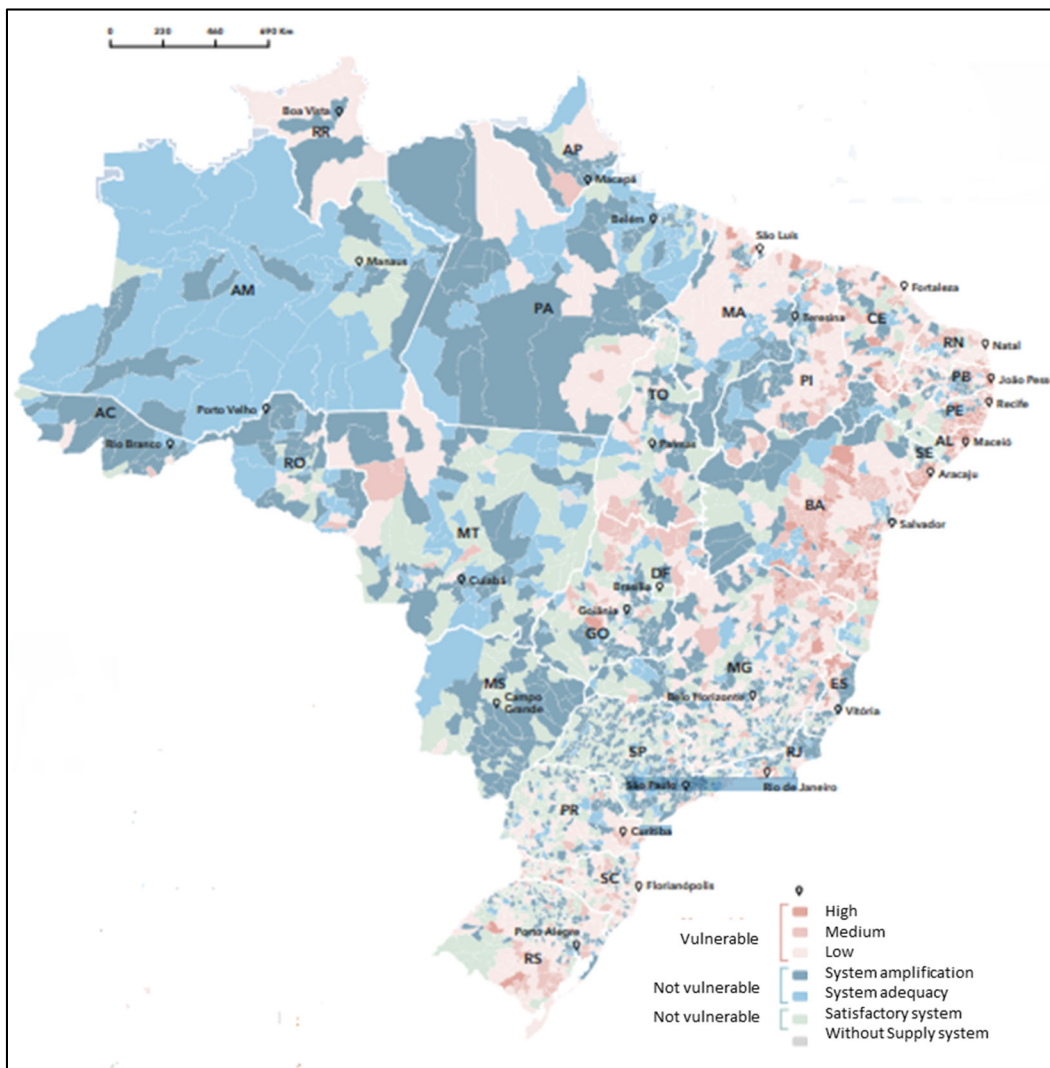 0 230 460 690 Km
Boa Vista
RR
AP
Macapá
Belém
São Luís
Manaus
Fortaleza
AM
PA
MA
Teresina
CE
RN
Natal
PI
PB
João Pess
TO
Recife
AC
Porto Velho
PE
Rio Branco
Palmas
AL
Maceió
RO
SE
Aracaju
BA
Salvador
MT
DF
Cuiabá
Brasília
Goiânia
GO
MG
MS
ES
Campo
Grande
Belo Horizonte
Vitória
SP
RJ
São Paulo
Rio de Janeiro
PR
Curitiba
SC
Florianópolis
Porto Alegre
RS
High
Vulnerable
Medium
Low
System amplification
Not vulnerable
System adequacy
Not vulnerable
Satisfactory system
Without Supply system